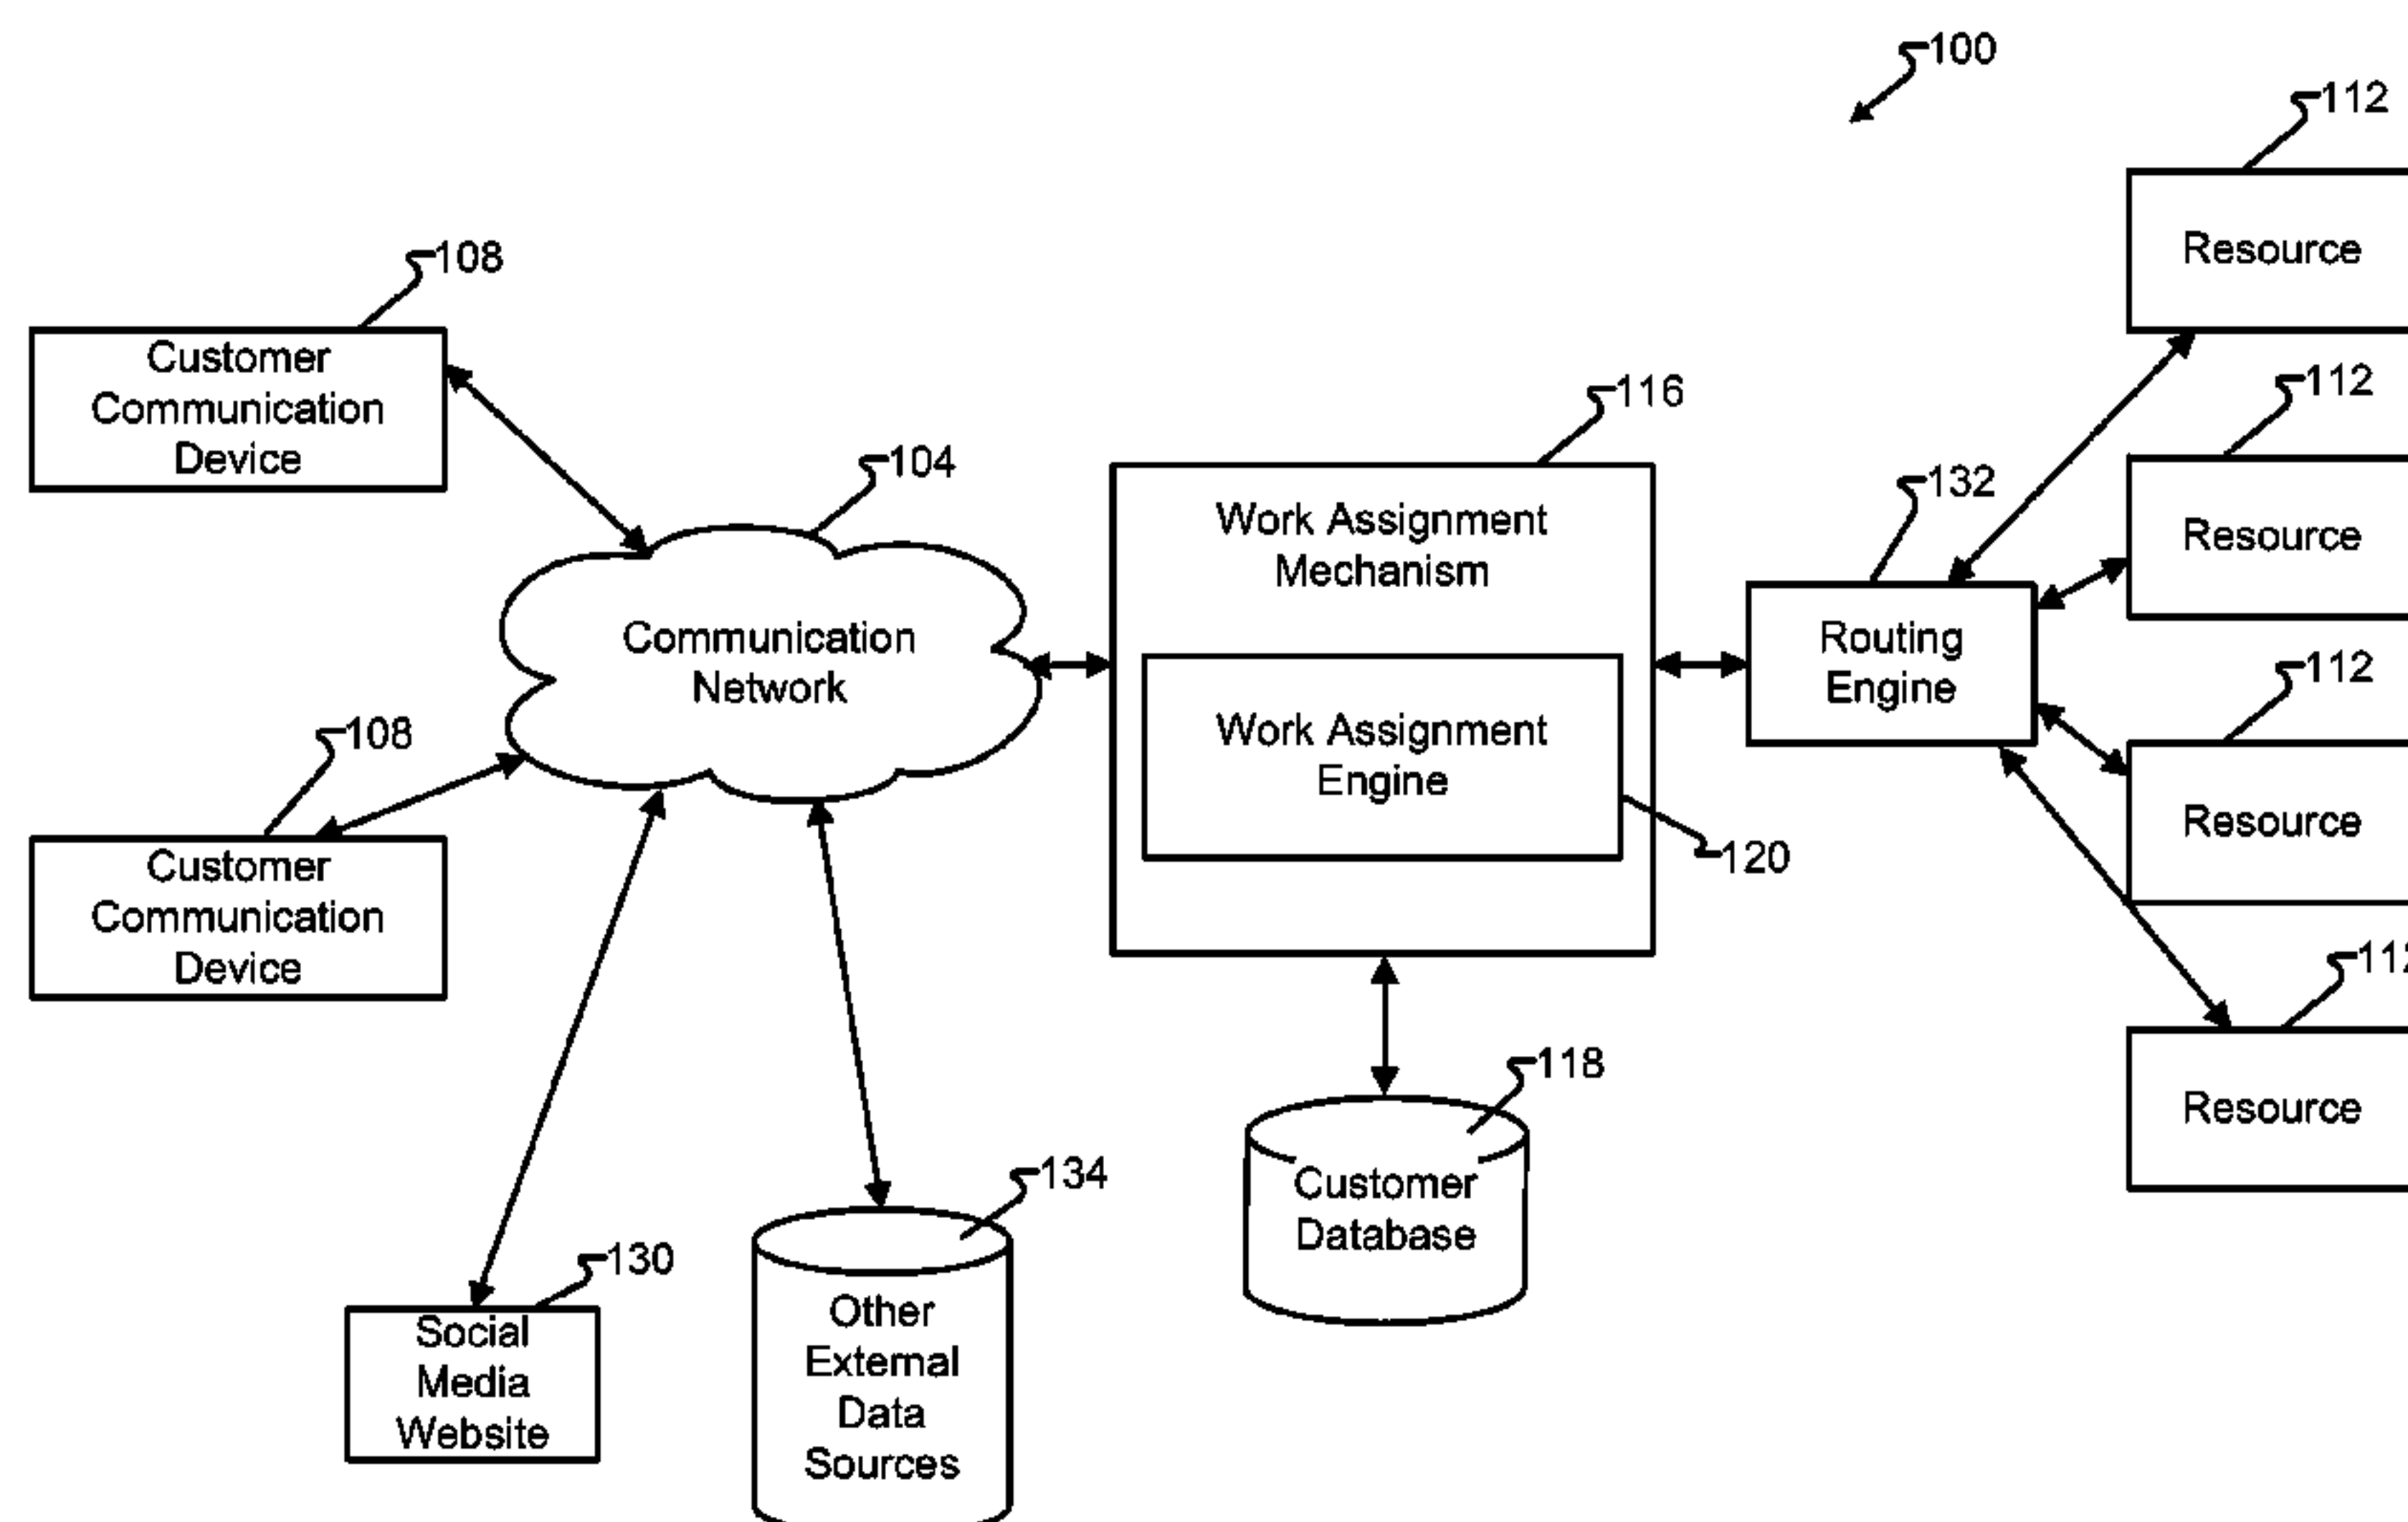 100
112
Resource
108
Customer
Communication
Device
112
Resource
116
Work Assignment
Mechanism
104
132
Communication
Network
Routing
Engine
Work Assignment
Engine
120
112
Resource
108
Customer
Communication
Device
112
Resource
118
Customer
Database
134
Other
External
Data
Sources
130
Social
Media
Website